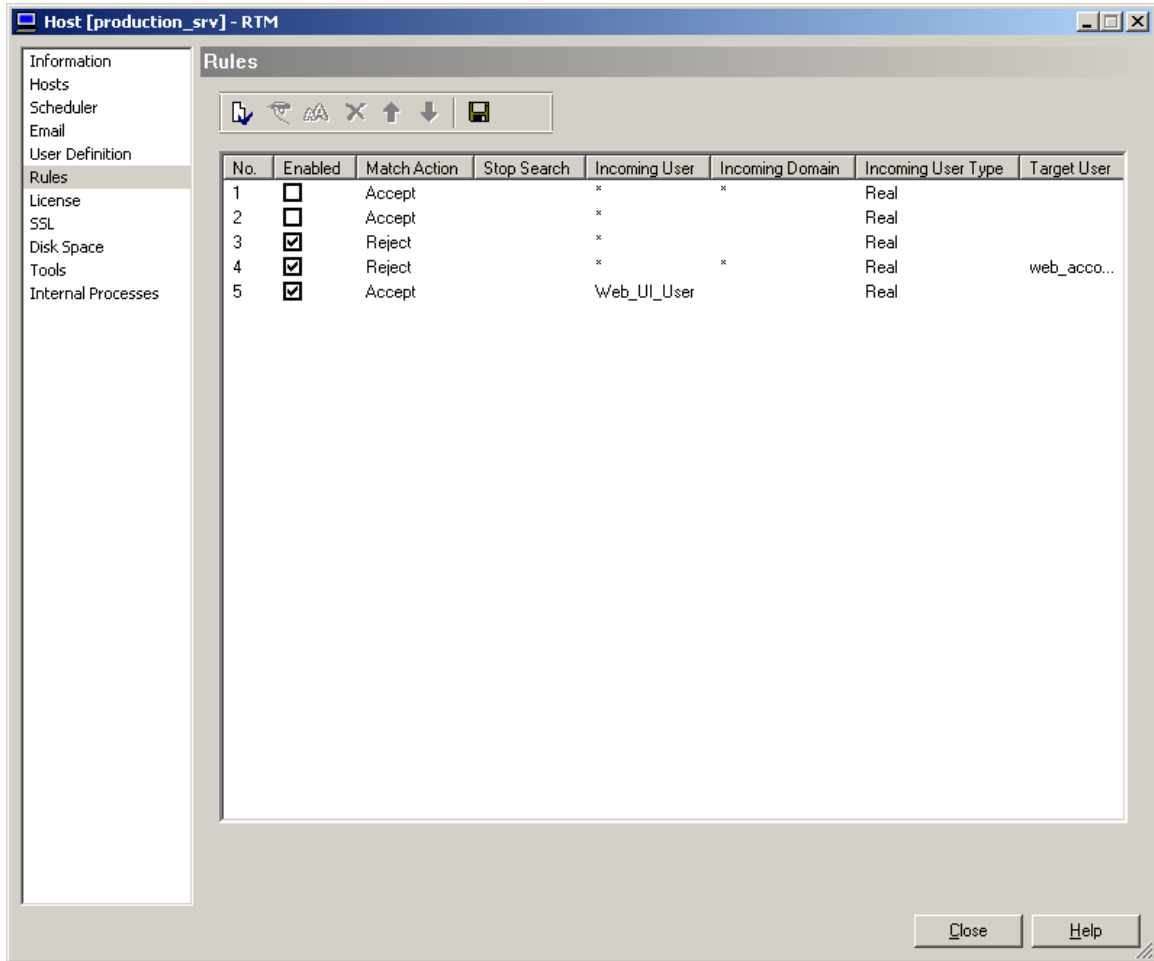 Host [production_srv] - RTM
Information
Hosts
Scheduler
Email
User Definition
Rules
License
SSL
Disk Space
Tools
Internal Processes
Rules
No. Enabled Match Action Stop Search Incoming User Incoming Domain Incoming User Type Target User
1 Accept * * Real
2 Accept * Real
3 Reject * Real
4 Reject * * Real web_acco...
5 Accept Web_UI_User Real
Close Help